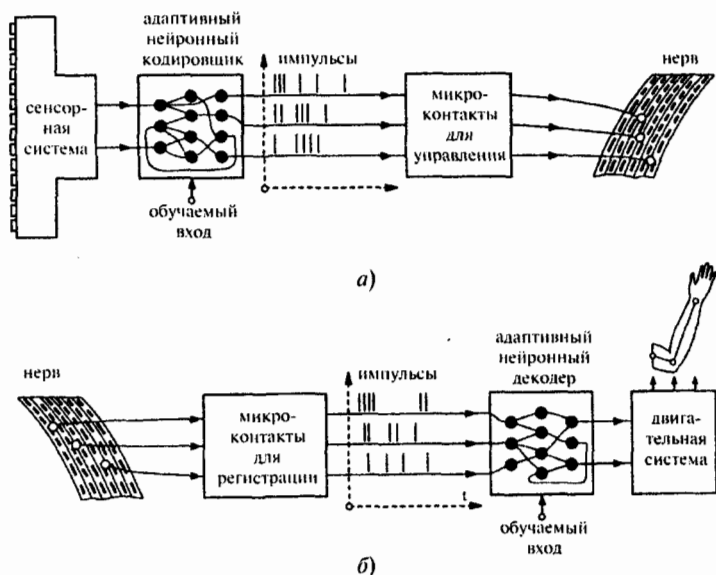 адаптивный
нейронный
кодировщик
импульсы
нерв
сенсор-
ная
система
микро-
контакты
для
управления
обучаемый
вход
а)
адаптивный
нейронный
декодер
нерв
импульсы
микро-
контакты
для
регистрации
двига-
тельная
система
t
обучаемый
вход
б)